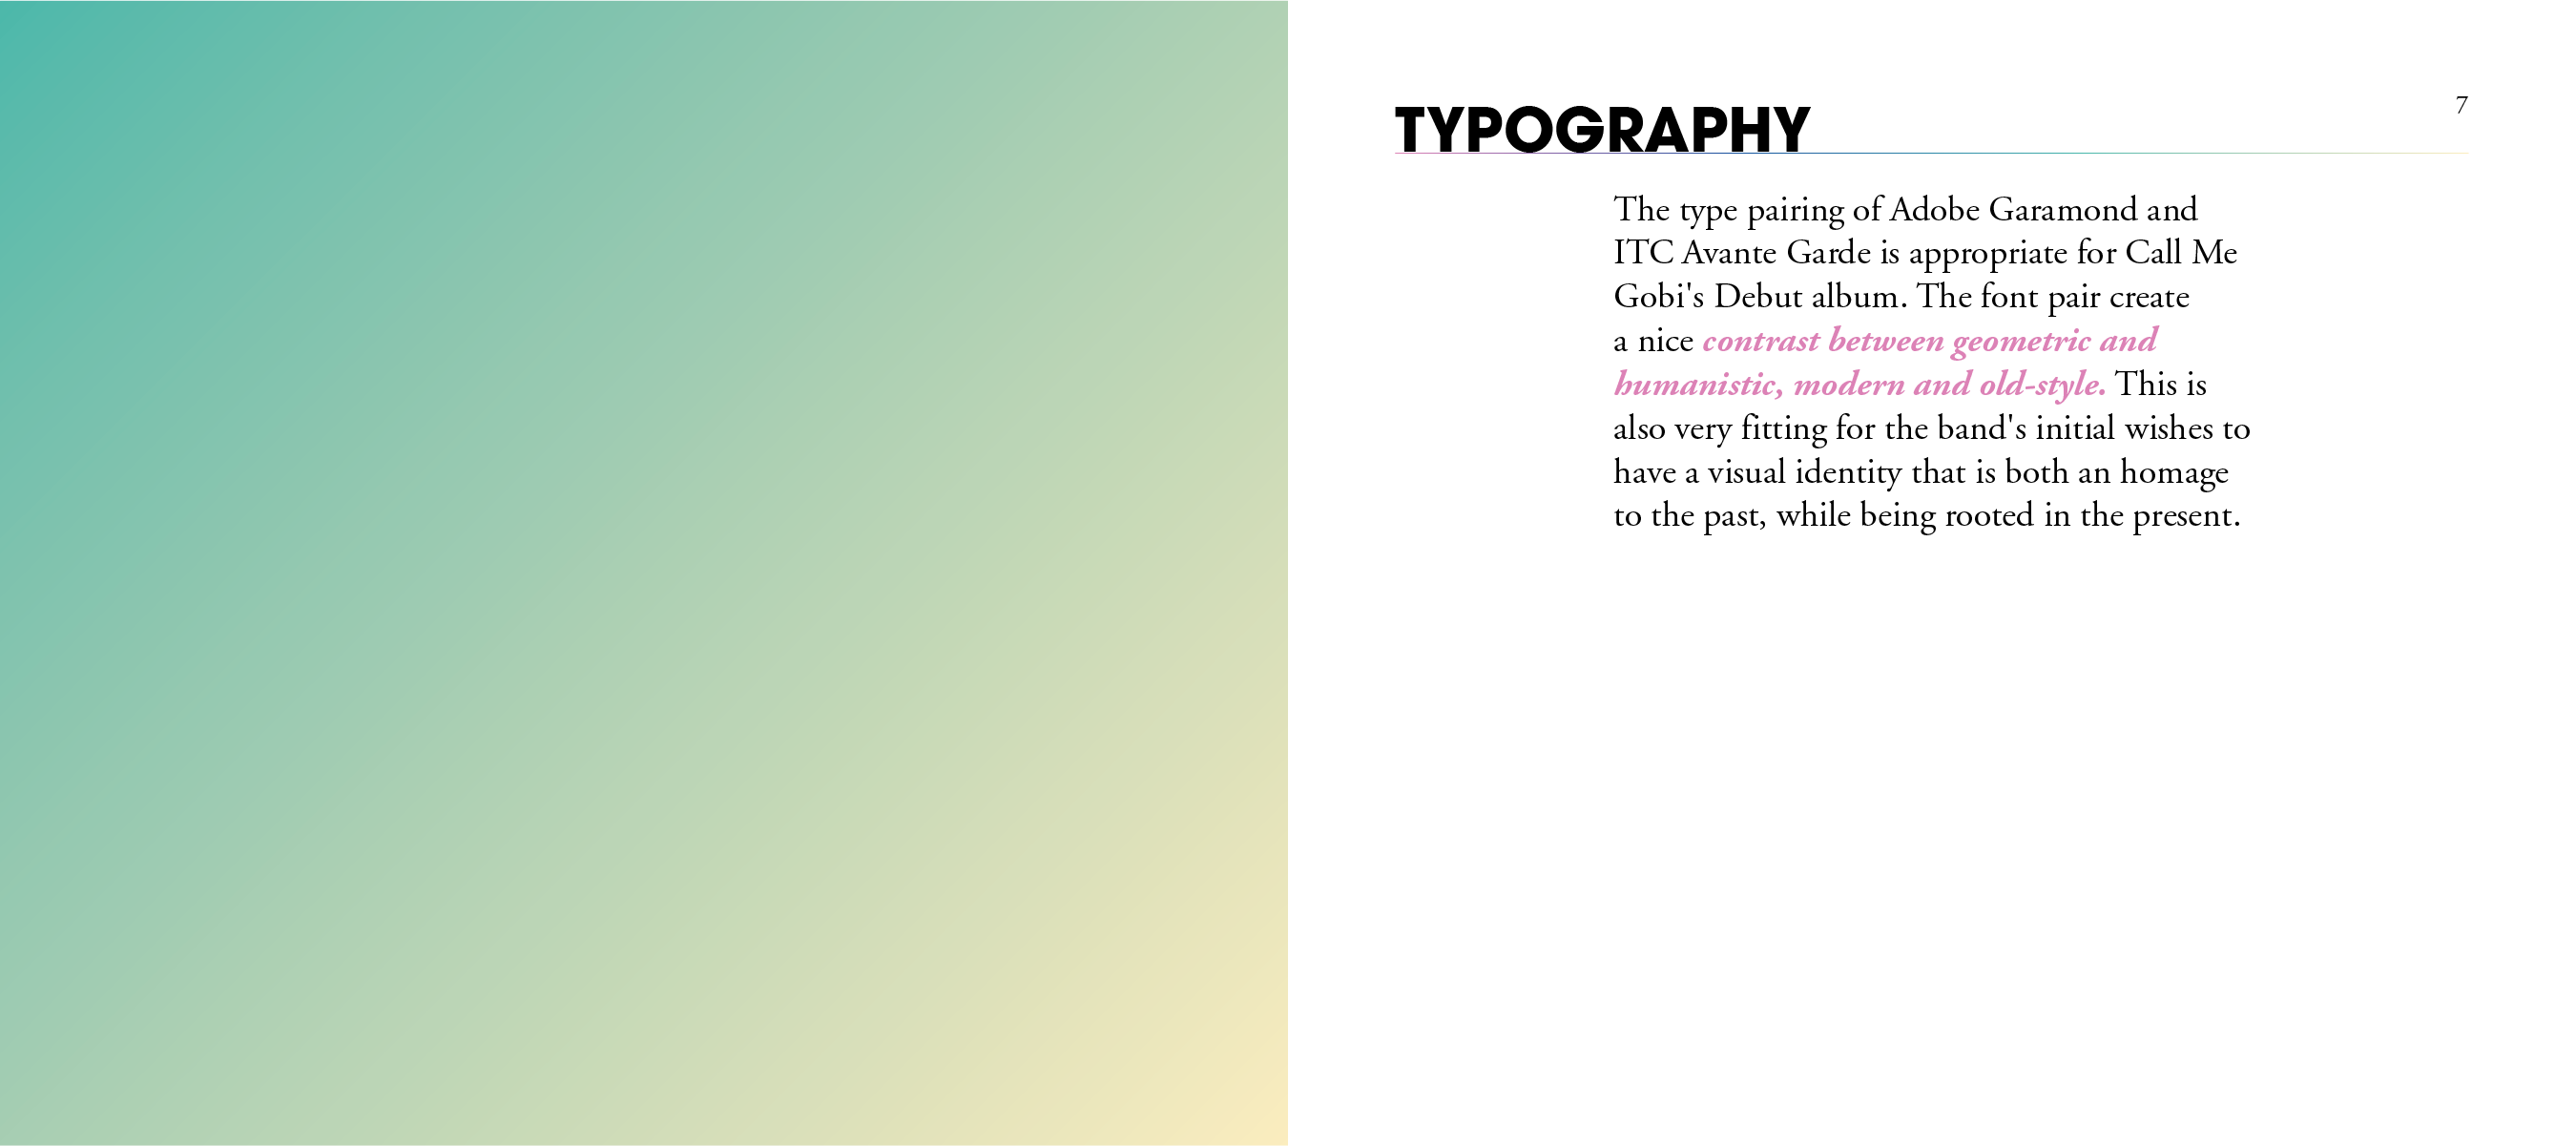 TYPOGRAPHY
7
The type pairing of Adobe Garamond and
ITC Avante Garde is appropriate for Call Me
Gobi's Debut album. The font pair create
a nice contrast between geometric and
humanistic, modern and old-style. This is
also very fitting for the band's initial wishes to
have a visual identity that is both an homage
to the past, while being rooted in the present.